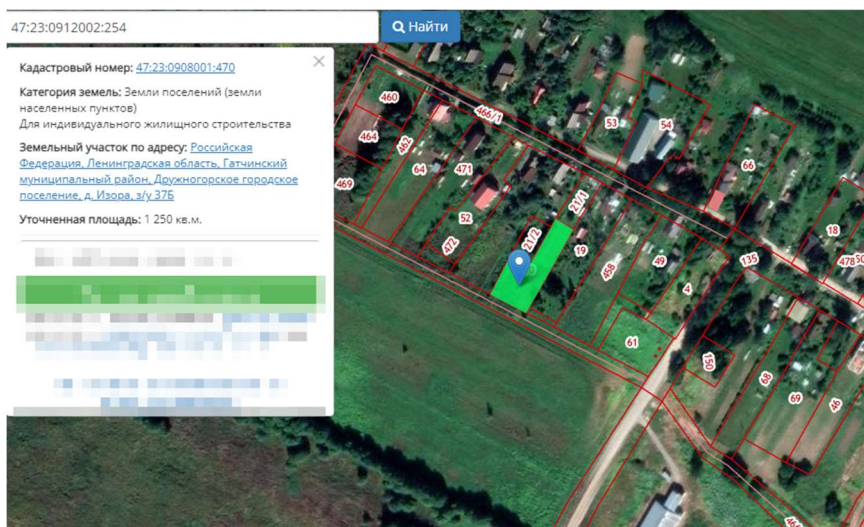 47:23:0912002:254
Найти
Кадастровый номер: 47:23:0908001:470
Категория земель: Земли поселений (земли
населенных пунктов)
Для индивидуального жилищного строительства
Земельный участок по адресу: Российская
Федерация, Ленинградская область, Гатчинский
муниципальный район, Дружногорское городское
поселение, д. Изора, з/у 37Б
Уточненная площадь: 1 250 кв.м.
460
466/1
53
54
464
462
64
471
66
469
52
21/1
18
472
21/2
19
458
49
135
478
50
4
61
150
68
69
46